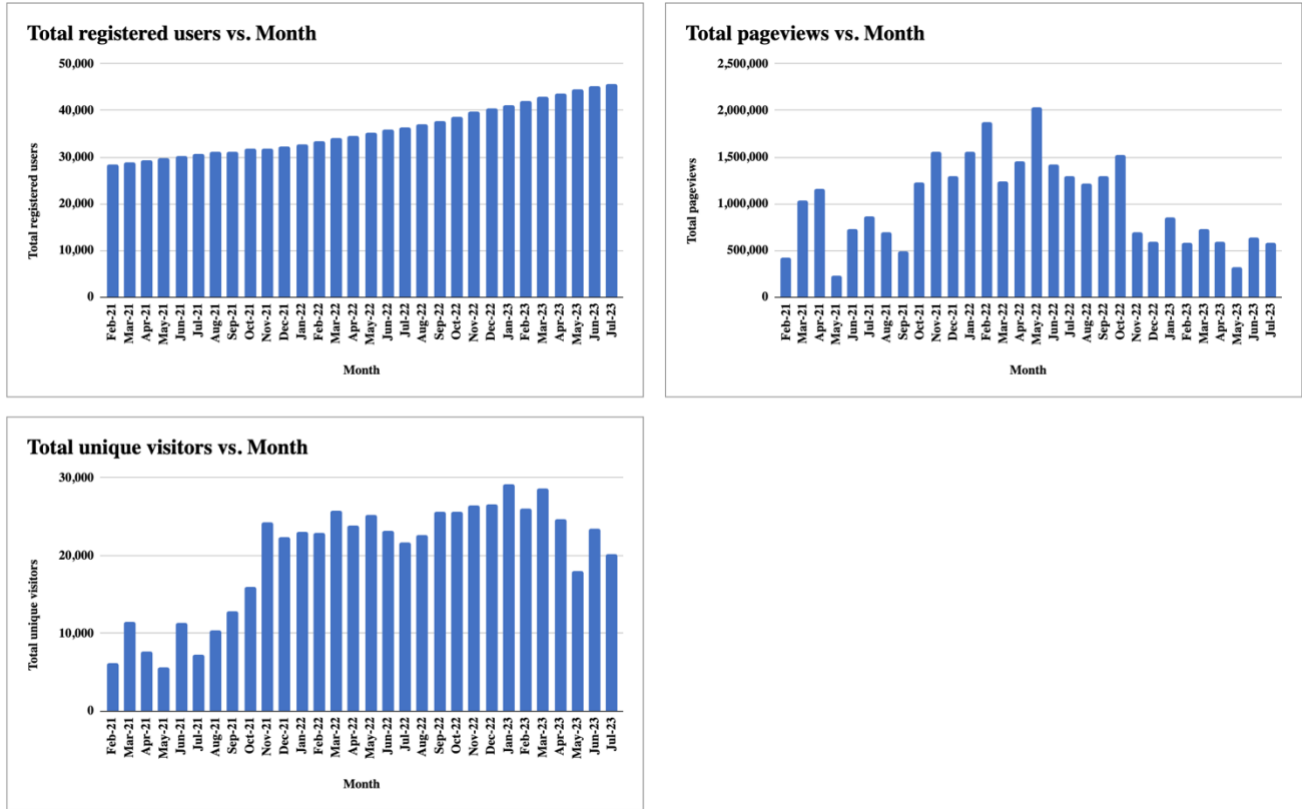 Total registered users vs. Month
50,000
40,000
30,000
20,000
10,000
0
Total registered users
Feb-21
Mar-21
Apr-21
May-21
Jun-21
Jul-21
Aug-21
Sep-21
Oct-21
Nov-21
Dec-21
Jan-22
Feb-22
Mar-22
Apr-22
May-22
Jun-22
Jul-22
Aug-22
Sep-22
Oct-22
Nov-22
Dec-22
Jan-23
Feb-23
Mar-23
Apr-23
May-23
Jun-23
Jul-23
Month
Total pageviews vs. Month
2,500,000
2,000,000
1,500,000
1,000,000
500,000
0
Total pageviews
Feb-21
Mar-21
Apr-21
May-21
Jun-21
Jul-21
Aug-21
Sep-21
Oct-21
Nov-21
Dec-21
Jan-22
Feb-22
Mar-22
Apr-22
May-22
Jun-22
Jul-22
Aug-22
Sep-22
Oct-22
Nov-22
Dec-22
Jan-23
Feb-23
Mar-23
Apr-23
May-23
Jun-23
Jul-23
Month
Total unique visitors vs. Month
30,000
20,000
10,000
0
Total unique visitors
Feb-21
Mar-21
Apr-21
May-21
Jun-21
Jul-21
Aug-21
Sep-21
Oct-21
Nov-21
Dec-21
Jan-22
Feb-22
Mar-22
Apr-22
May-22
Jun-22
Jul-22
Aug-22
Sep-22
Oct-22
Nov-22
Dec-22
Jan-23
Feb-23
Mar-23
Apr-23
May-23
Jun-23
Jul-23
Month